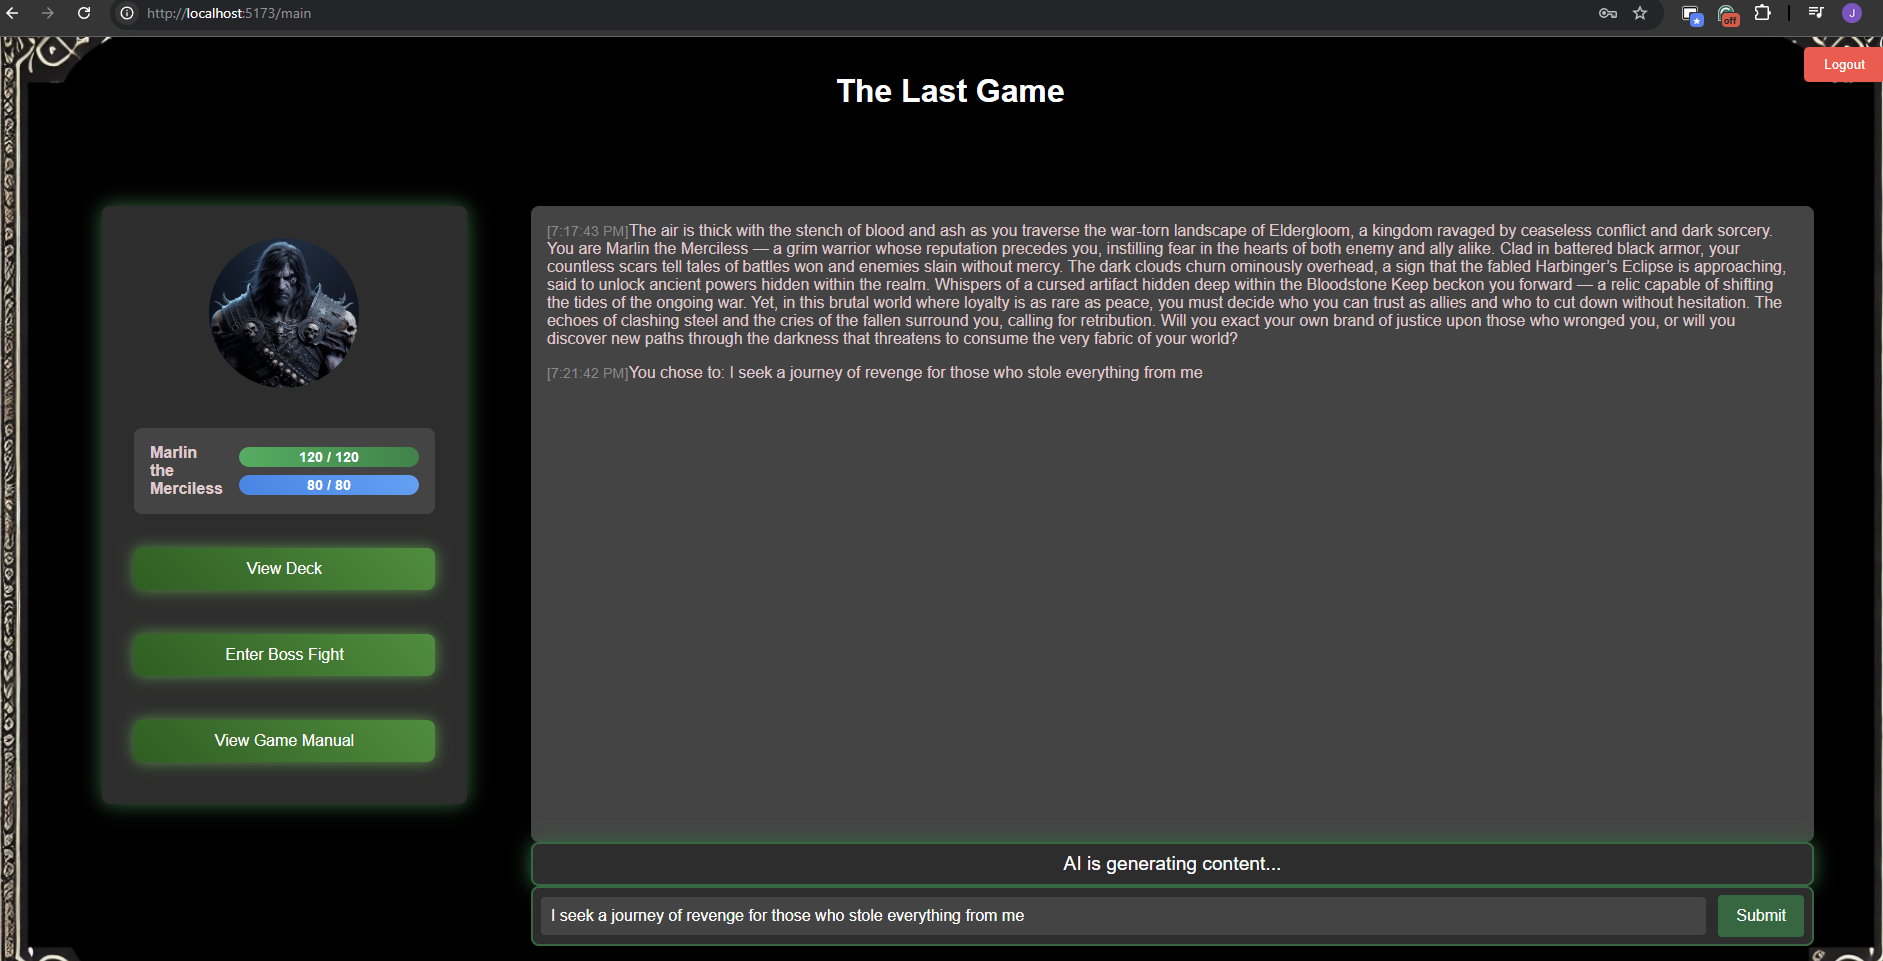 http://localhost:5173/main
off
J
Logout
The Last Game
Marlin
the
Merciless
120 / 120
80 / 80
View Deck
Enter Boss Fight
View Game Manual
[7:17:43 PM]The air is thick with the stench of blood and ash as you traverse the war-torn landscape of Eldergloom, a kingdom ravaged by ceaseless conflict and dark sorcery.
You are Marlin the Merciless — a grim warrior whose reputation precedes you, instilling fear in the hearts of both enemy and ally alike. Clad in battered black armor, your
countless scars tell tales of battles won and enemies slain without mercy. The dark clouds churn ominously overhead, a sign that the fabled Harbinger’s Eclipse is approaching,
said to unlock ancient powers hidden within the realm. Whispers of a cursed artifact hidden deep within the Bloodstone Keep beckon you forward — a relic capable of shifting
the tides of the ongoing war. Yet, in this brutal world where loyalty is as rare as peace, you must decide who you can trust as allies and who to cut down without hesitation. The
echoes of clashing steel and the cries of the fallen surround you, calling for retribution. Will you exact your own brand of justice upon those who wronged you, or will you
discover new paths through the darkness that threatens to consume the very fabric of your world?
[7:21:42 PM]You chose to: I seek a journey of revenge for those who stole everything from me
AI is generating content...
I seek a journey of revenge for those who stole everything from me
Submit